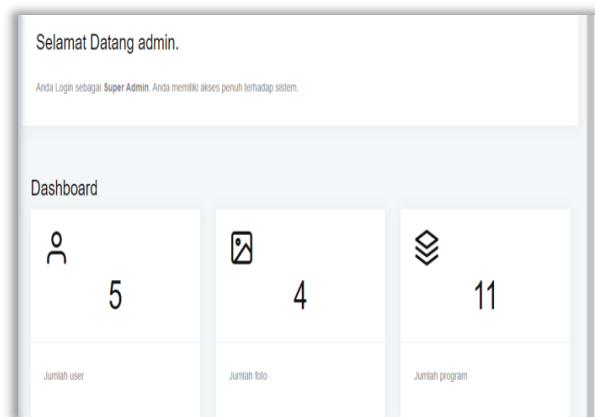 Selamat Datang admin.
Anda Login sebagai Super Admin. Anda memiliki akses penuh terhadap sistem.
Dashboard
5
4
11
Jumlah user
Jumlah foto
Jumlah program